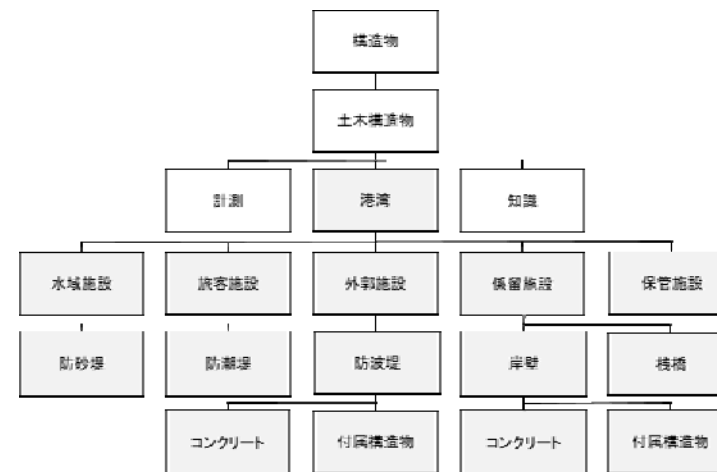 構造物
土木構造物
計測
港湾
知識
水域施設
旅客施設
外郭施設
係留施設
保管施設
防砂堤
防潮堤
防波堤
岸壁
桟橋
コンクリート
付属構造物
コンクリート
付属構造物